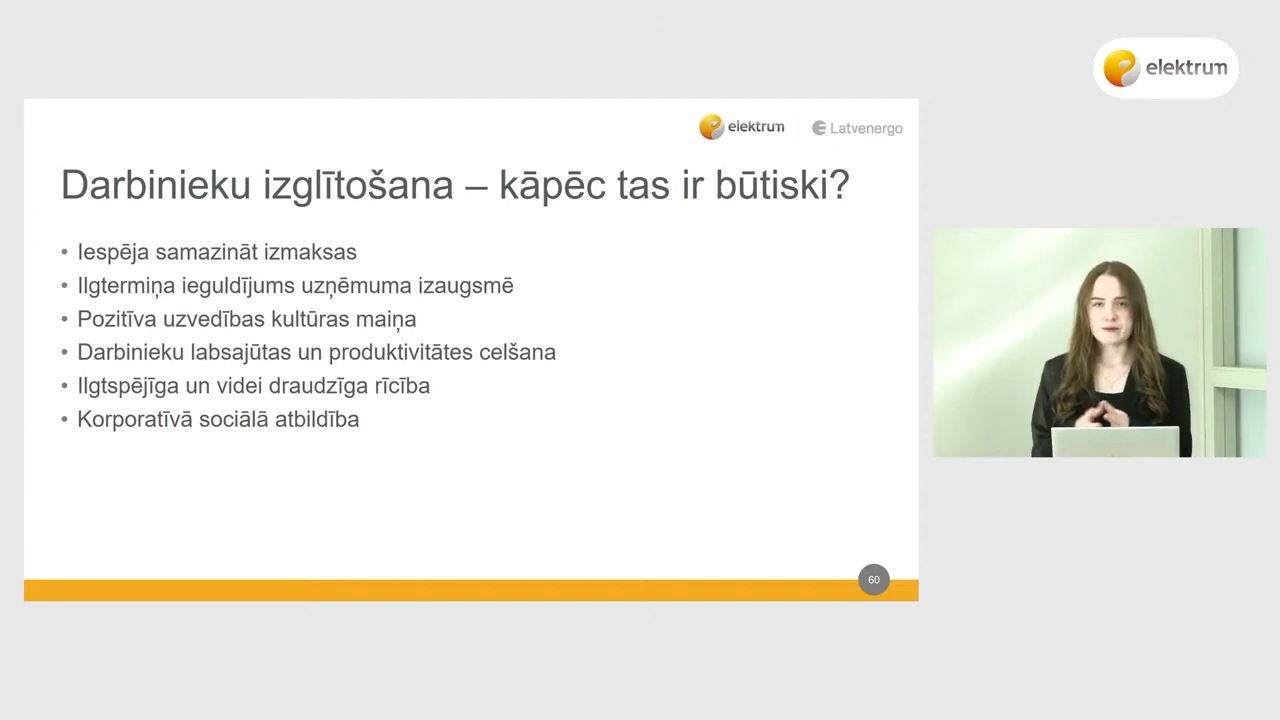 elektrum
elektrum
Latvenergo
Darbinieku izglītošana – kāpēc tas ir būtiski?
• Iespēja samazināt izmaksas
• Ilgtermiņa ieguldījums uzņēmuma izaugsmē
• Pozitīva uzvedības kultūras maiņa
• Darbinieku labsajūtas un produktivitātes celšana
• Ilgtspējīga un videi draudzīga rīcība
• Korporatīvā sociālā atbildība
60